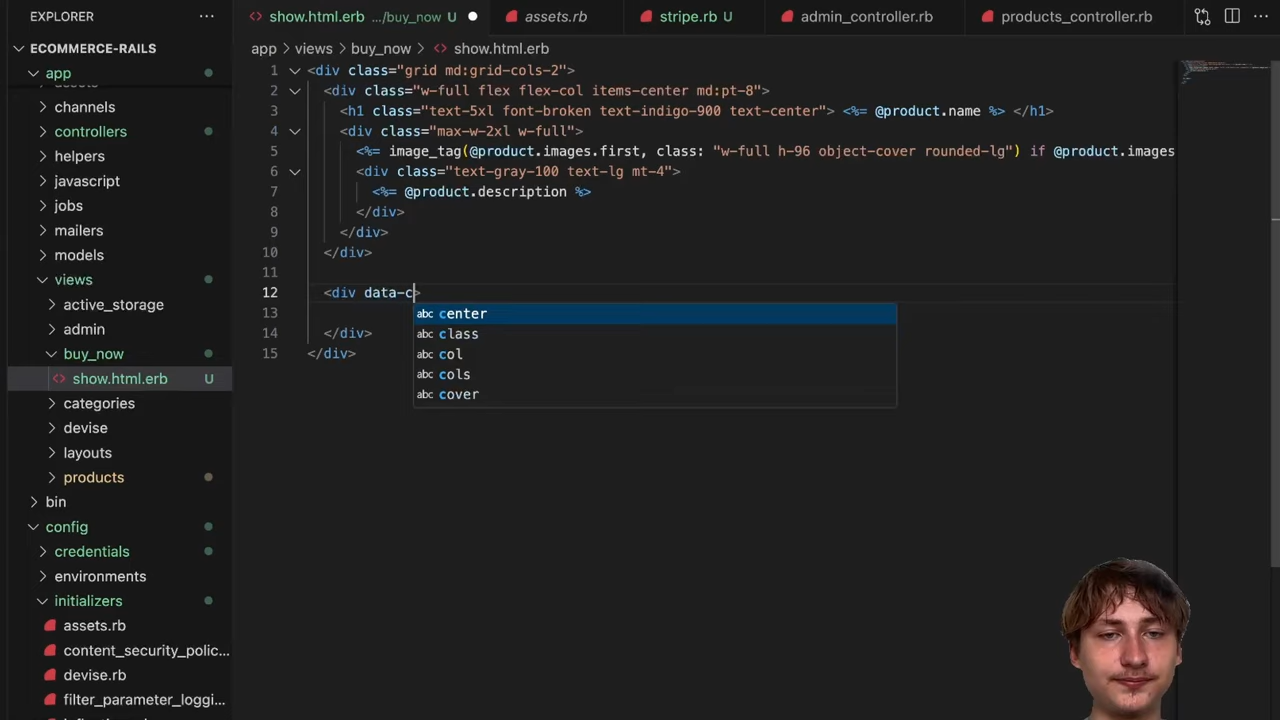 EXPLORER
ECOMMERCE-RAILS
app
assets
channels
controllers
helpers
javascript
jobs
mailers
models
views
active_storage
admin
buy_now
show.html.erb U
categories
devise
layouts
products
bin
config
credentials
environments
initializers
assets.rb
content_security_polic...
devise.rb
filter_parameter_loggi...
show.html.erb .../buy_now U
assets.rb
stripe.rb U
admin_controller.rb
products_controller.rb
app > views > buy_now > show.html.erb
1 <div class="grid md:grid-cols-2">
2 <div class="w-full flex flex-col items-center md:pt-8">
3 <h1 class="text-5xl font-broken text-indigo-900 text-center"> <%= @product.name %> </h1>
4 <div class="max-w-2xl w-full">
5 <%= image_tag(@product.images.first, class: "w-full h-96 object-cover rounded-lg") if @product.images
6 <div class="text-gray-100 text-lg mt-4">
7 <%= @product.description %>
8 </div>
9 </div>
10 </div>
11
12 <div data-c>
13
14 </div>
15 </div>
abc center
abc class
abc col
abc cols
abc cover